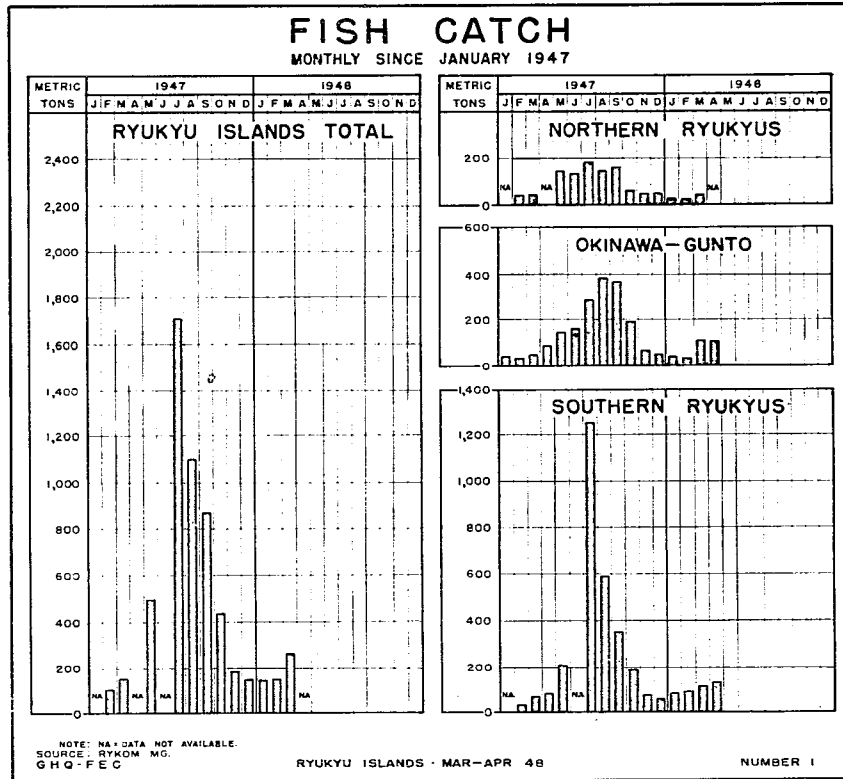 FISH CATCH
MONTHLY SINCE JANUARY 1947
METRIC TONS
1947 1948
J F M A M J J A S O N D J F M A M J J A S O N D
RYUKYU ISLANDS TOTAL
2,400
2,200
2,000
1,800
1,600
1,400
1,200
1,000
800
600
400
200
0
NA NA NA NA
METRIC TONS
1947 1948
J F M A M J J A S O N D J F M A M J J A S O N D
NORTHERN RYUKYUS
200
0
NA NA NA
OKINAWA-GUNTO
600
400
200
0
SOUTHERN RYUKYUS
1,400
1,200
1,000
800
600
400
200
0
NA NA
NOTE: NA = DATA NOT AVAILABLE.
SOURCE: RYKOM MG.
GHQ-FEC
RYUKYU ISLANDS - MAR-APR 48
NUMBER 1